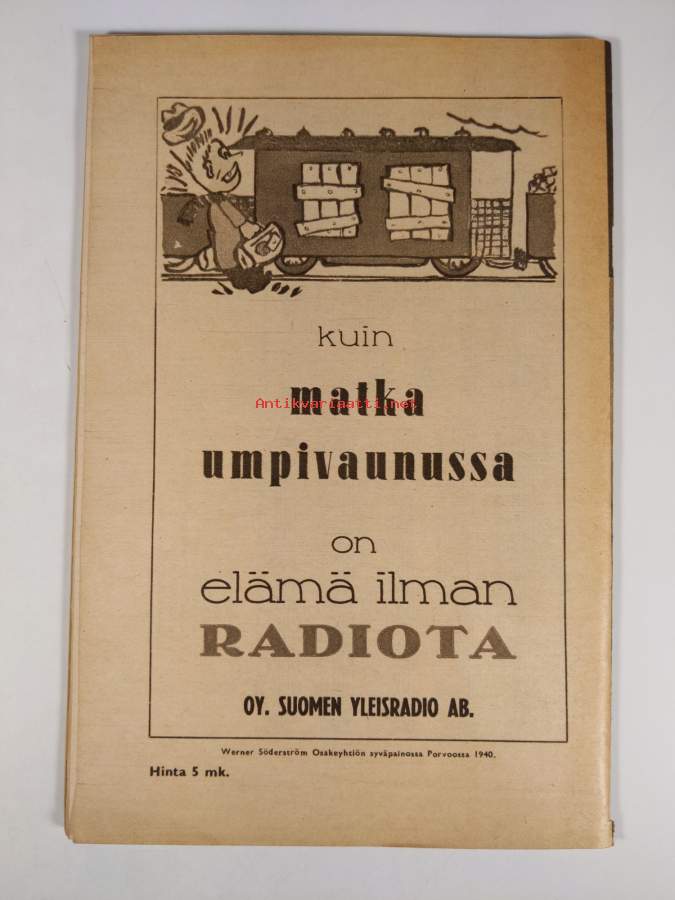 kuin
matka
Antikvariaatti.net
umpivaunussa
on
elämä ilman
RADIOTA
OY. SUOMEN YLEISRADIO AB.
Werner Söderström Osakeyhtiön syväpainossa Porvoossa 1940.
Hinta 5 mk.